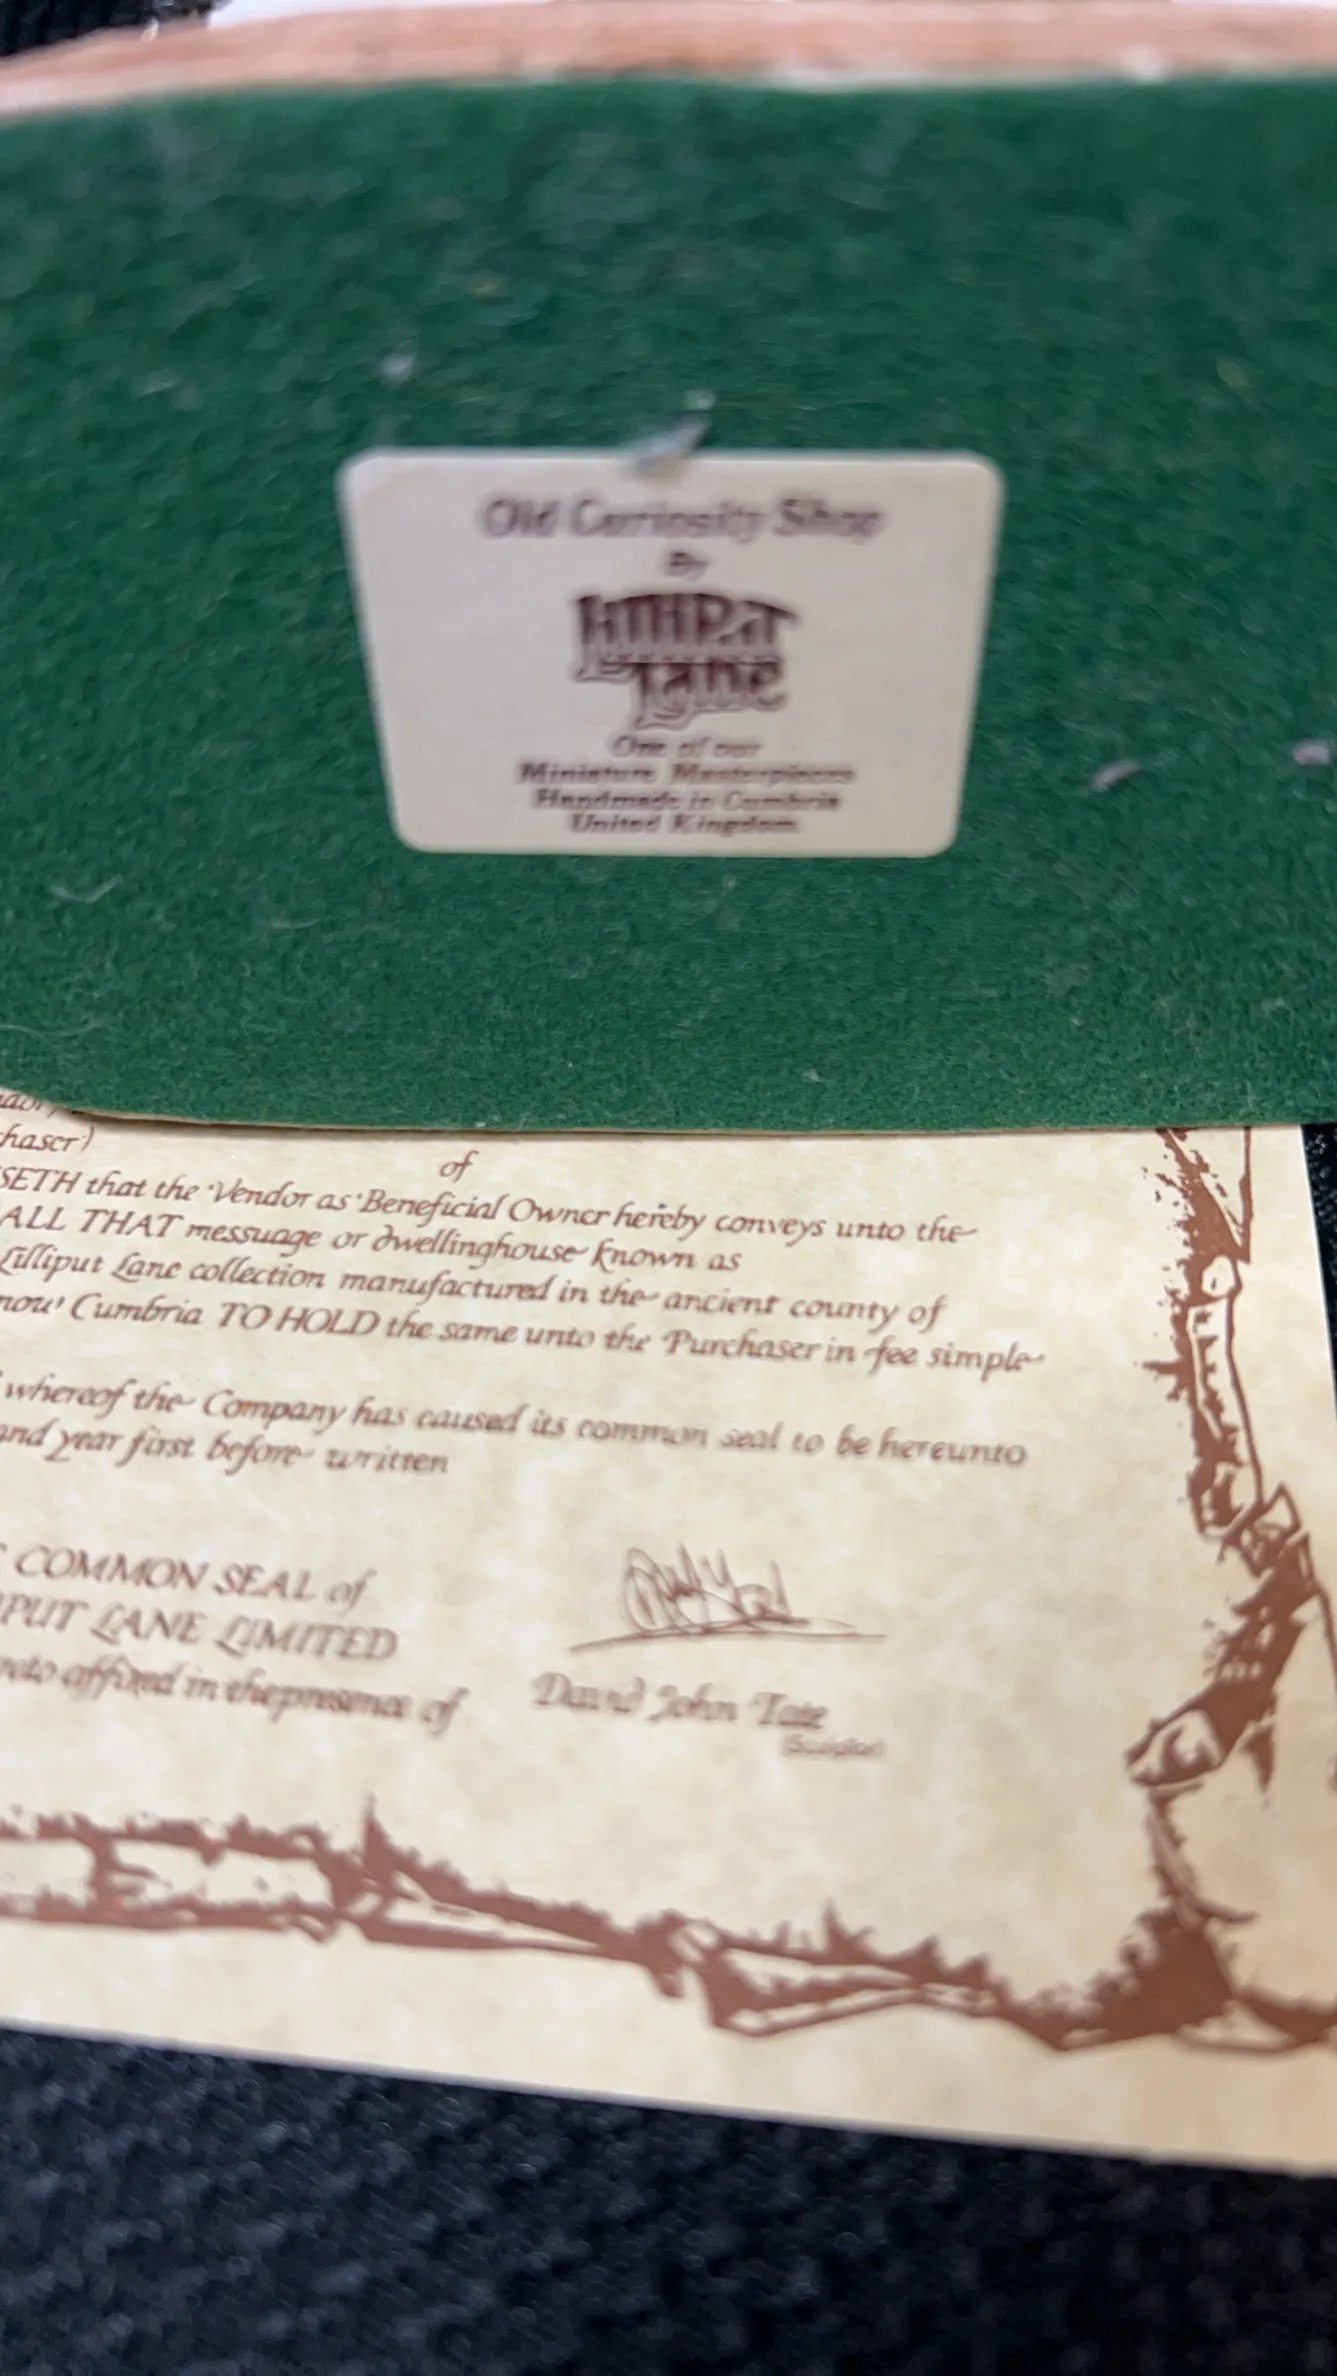 Old Curiosity Shop
By
Lilliput
Lane
One of our
Miniature Masterpieces
Handmade in Cumbria
United Kingdom
haser)
of
SETH that the Vendor as Beneficial Owner hereby conveys unto the
ALL THAT messuage or dwellinghouse known as
Lilliput Lane collection manufactured in the ancient county of
now Cumbria TO HOLD the same unto the Purchaser in fee simple
whereof the Company has caused its common seal to be hereunto
and year first before written
COMMON SEAL of
PUT LANE LIMITED
eto affixed in the presence of
David John Tate
(Sculptor)